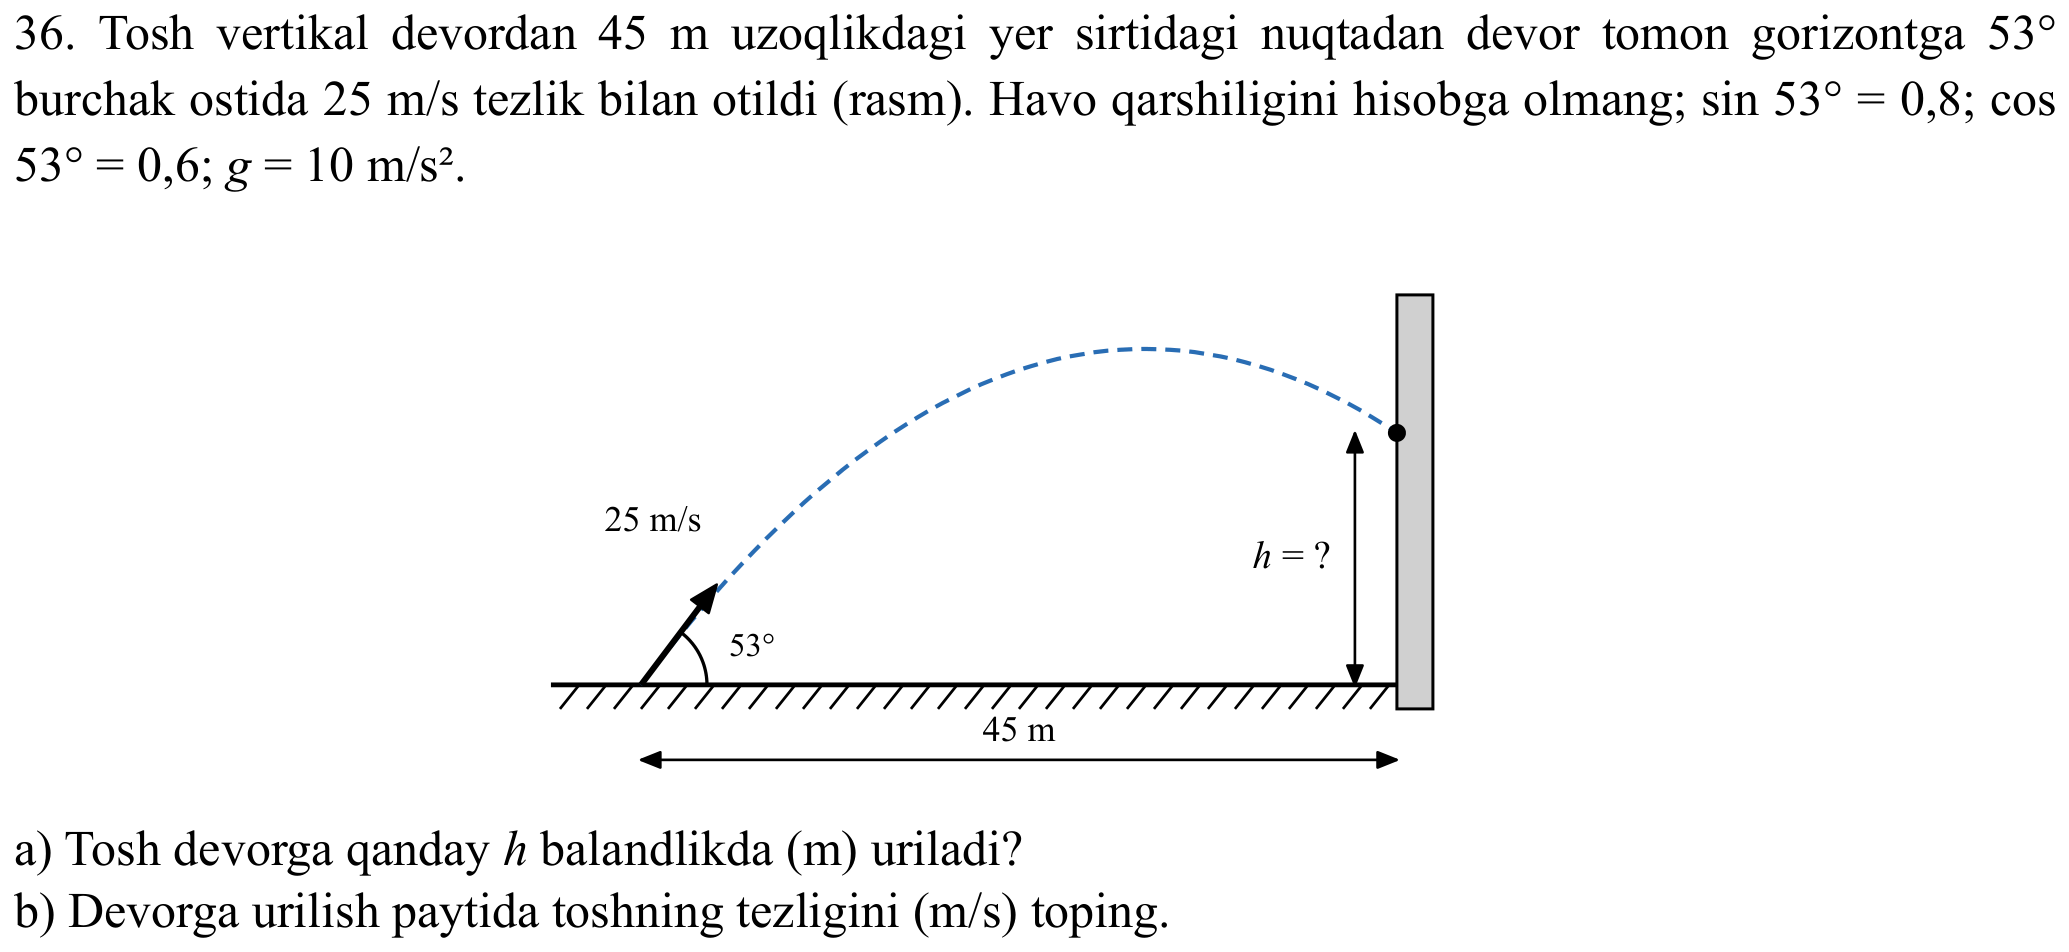 36. Tosh vertikal devordan 45 m uzoqlikdagi yer sirtidagi nuqtadan devor tomon gorizontga 53°
burchak ostida 25 m/s tezlik bilan otildi (rasm). Havo qarshiligini hisobga olmang; sin 53° = 0,8; cos
53° = 0,6; g = 10 m/s².
25 m/s
h = ?
53°
45 m
a) Tosh devorga qanday h balandlikda (m) uriladi?
b) Devorga urilish paytida toshning tezligini (m/s) toping.